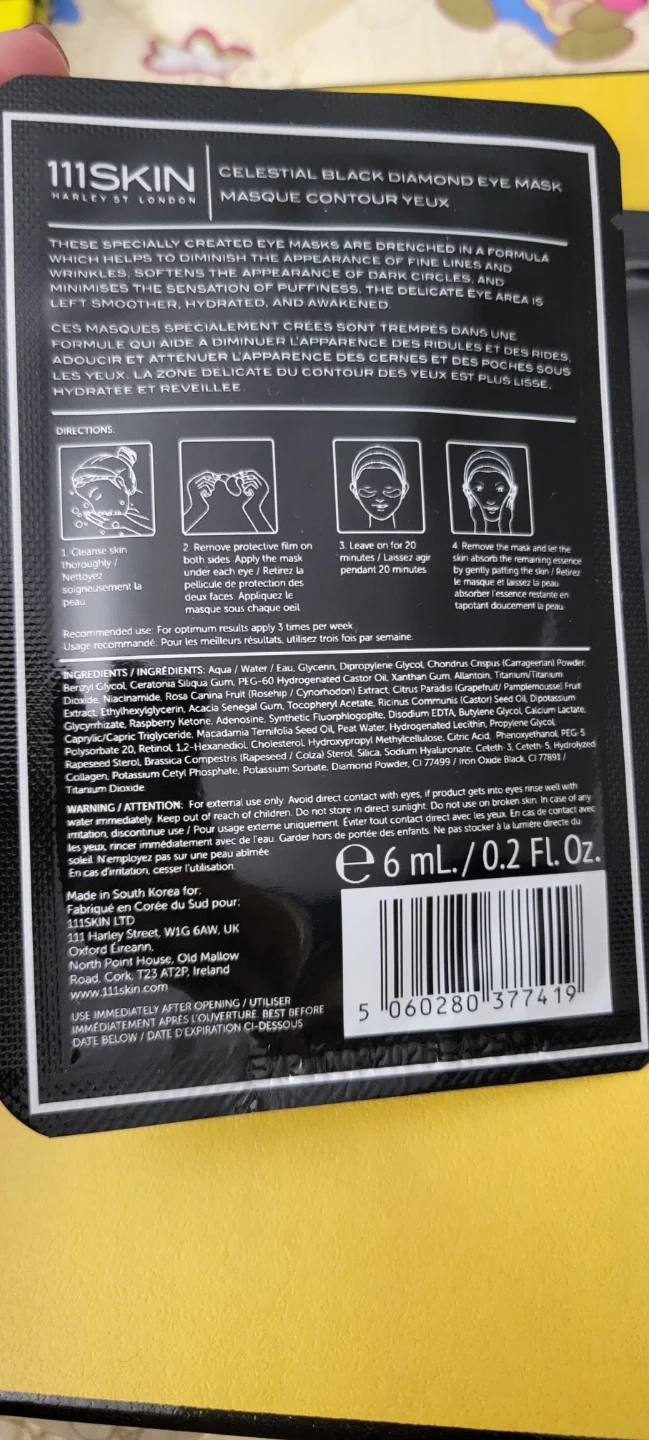 111SKIN
HARLEY ST LONDON
CELESTIAL BLACK DIAMOND EYE MASK
MASQUE CONTOUR YEUX
THESE SPECIALLY CREATED EYE MASKS ARE DRENCHED IN A FORMULA
WHICH HELPS TO DIMINISH THE APPEARANCE OF FINE LINES AND
WRINKLES, SOFTENS THE APPEARANCE OF DARK CIRCLES, AND
MINIMISES THE SENSATION OF PUFFINESS. THE DELICATE EYE AREA IS
LEFT SMOOTHER, HYDRATED, AND AWAKENED.
CES MASQUES SPÉCIALEMENT CRÉÉS SONT TREMPÉS DANS UNE
FORMULE QUI AIDE À DIMINUER L'APPARENCE DES RIDULES ET DES RIDES,
ADOUCIR ET ATTÉNUER L'APPARENCE DES CERNES ET DES POCHES SOUS
LES YEUX. LA ZONE DÉLICATE DU CONTOUR DES YEUX EST PLUS LISSE,
HYDRATÉE ET RÉVEILLÉE.
DIRECTIONS:
1. Cleanse skin
thoroughly /
Nettoyez
soigneusement la
peau
2. Remove protective film on
both sides. Apply the mask
under each eye / Retirez la
pellicule de protection des
deux faces. Appliquez le
masque sous chaque oeil
3. Leave on for 20
minutes / Laissez agir
pendant 20 minutes
4. Remove the mask and let the
skin absorb the remaining essence
by gently patting the skin / Retirez
le masque et laissez la peau
absorber l'essence restante en
tapotant doucement la peau
Recommended use: For optimum results apply 3 times per week
Usage recommandé: Pour les meilleurs résultats, utilisez trois fois par semaine.
INGREDIENTS / INGRÉDIENTS: Aqua / Water / Eau, Glycerin, Dipropylene Glycol, Chondrus Crispus (Carrageenan) Powder,
Benzyl Glycol, Ceratonia Siliqua Gum, PEG-60 Hydrogenated Castor Oil, Xanthan Gum, Allantoin, Titanium/Titanium
Dioxide, Niacinamide, Rosa Canina Fruit (Rosehip / Cynorhodon) Extract, Citrus Paradisi (Grapefruit/ Pamplemousse) Fruit
Extract, Ethylhexylglycerin, Acacia Senegal Gum, Tocopheryl Acetate, Ricinus Communis (Castor) Seed Oil, Dipotassium
Glycyrrhizate, Raspberry Ketone, Adenosine, Synthetic Fluorphlogopite, Disodium EDTA, Butylene Glycol, Calcium Lactate,
Caprylic/Capric Triglyceride, Macadamia Ternifolia Seed Oil, Peat Water, Hydrogenated Lecithin, Propylene Glycol,
Polysorbate 20, Retinol, 1,2-Hexanediol, Cholesterol, Hydroxypropyl Methylcellulose, Citric Acid, Phenoxyethanol, PEG-5
Rapeseed Sterol, Brassica Compestris (Rapeseed / Colza) Sterol, Silica, Sodium Hyaluronate, Ceteth-3, Ceteth-5, Hydrolyzed
Collagen, Potassium Cetyl Phosphate, Potassium Sorbate, Diamond Powder, CI 77499 / Iron Oxide Black, CI 77891 /
Titanium Dioxide
WARNING / ATTENTION: For external use only. Avoid direct contact with eyes, if product gets into eyes rinse well with
water immediately. Keep out of reach of children. Do not store in direct sunlight. Do not use on broken skin. In case of any
irritation, discontinue use / Pour usage externe uniquement. Éviter tout contact direct avec les yeux. En cas de contact avec
les yeux, rincer immédiatement avec de l'eau. Garder hors de portée des enfants. Ne pas stocker à la lumière directe du
soleil. N'employez pas sur une peau abîmée.
En cas d'irritation, cesser l'utilisation.
℮ 6 mL. / 0.2 FL. Oz.
Made in South Korea for:
Fabriqué en Corée du Sud pour:
111SKIN LTD
111 Harley Street, W1G 6AW, UK
Oxford Eireann,
North Point House, Old Mallow
Road, Cork, T23 AT2P, Ireland
www.111skin.com
USE IMMEDIATELY AFTER OPENING / UTILISER
IMMÉDIATEMENT APRÈS L'OUVERTURE. BEST BEFORE
DATE BELOW / DATE D'EXPIRATION CI-DESSOUS
5 060280 377419